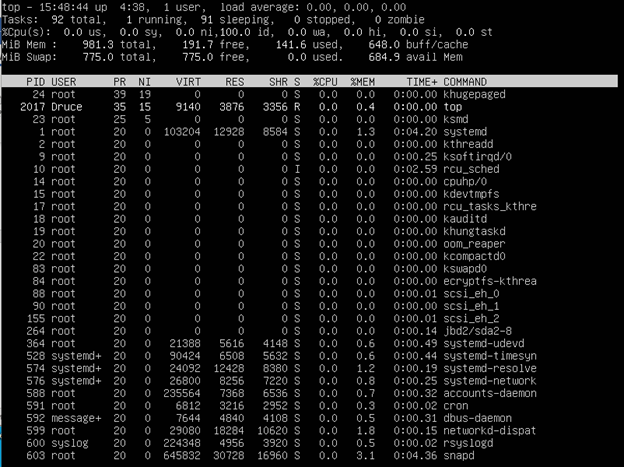 top - 15:48:44 up  4:38,  1 user,  load average: 0.00, 0.00, 0.00
Tasks:  92 total,   1 running,  91 sleeping,   0 stopped,   0 zombie
%Cpu(s):  0.0 us,  0.0 sy,  0.0 ni,100.0 id,  0.0 wa,  0.0 hi,  0.0 si,  0.0 st
MiB Mem :    981.3 total,    191.7 free,    141.6 used,    648.0 buff/cache
MiB Swap:    775.0 total,    775.0 free,      0.0 used.    684.9 avail Mem
PID USER      PR  NI    VIRT    RES    SHR S  %CPU  %MEM     TIME+ COMMAND
24 root      39  19       0      0      0 S   0.0   0.0   0:00.00 khugepaged
2017 Druce     35  15    9140   3876   3356 R   0.0   0.4   0:00.00 top
23 root      25   5       0      0      0 S   0.0   0.0   0:00.00 ksmd
1 root      20   0  103204  12928   8584 S   0.0   1.3   0:04.20 systemd
2 root      20   0       0      0      0 S   0.0   0.0   0:00.00 kthreadd
9 root      20   0       0      0      0 S   0.0   0.0   0:00.25 ksoftirqd/0
10 root      20   0       0      0      0 I   0.0   0.0   0:02.59 rcu_sched
14 root      20   0       0      0      0 S   0.0   0.0   0:00.00 cpuhp/0
15 root      20   0       0      0      0 S   0.0   0.0   0:00.00 kdevtmpfs
17 root      20   0       0      0      0 S   0.0   0.0   0:00.00 rcu_tasks_kthre
18 root      20   0       0      0      0 S   0.0   0.0   0:00.00 kauditd
19 root      20   0       0      0      0 S   0.0   0.0   0:00.00 khungtaskd
20 root      20   0       0      0      0 S   0.0   0.0   0:00.00 oom_reaper
22 root      20   0       0      0      0 S   0.0   0.0   0:00.00 kcompactd0
83 root      20   0       0      0      0 S   0.0   0.0   0:00.00 kswapd0
84 root      20   0       0      0      0 S   0.0   0.0   0:00.00 ecryptfs-kthrea
88 root      20   0       0      0      0 S   0.0   0.0   0:00.01 scsi_eh_0
90 root      20   0       0      0      0 S   0.0   0.0   0:00.00 scsi_eh_1
155 root      20   0       0      0      0 S   0.0   0.0   0:00.01 scsi_eh_2
264 root      20   0       0      0      0 S   0.0   0.0   0:00.14 jbd2/sda2-8
364 root      20   0   21388   5616   4148 S   0.0   0.6   0:00.49 systemd-udevd
528 systemd+  20   0   90424   6508   5632 S   0.0   0.6   0:00.44 systemd-timesyn
574 systemd+  20   0   24092  12428   8380 S   0.0   1.2   0:00.19 systemd-resolve
576 systemd+  20   0   26800   8256   7220 S   0.0   0.8   0:00.25 systemd-network
588 root      20   0  235564   7368   6536 S   0.0   0.7   0:00.32 accounts-daemon
591 root      20   0    6812   3216   2952 S   0.0   0.3   0:00.02 cron
592 message+  20   0    7644   4840   4108 S   0.0   0.5   0:00.31 dbus-daemon
599 root      20   0   29080  18284  10620 S   0.0   1.8   0:00.15 networkd-dispat
600 syslog    20   0  224348   4956   3920 S   0.0   0.5   0:00.02 rsyslogd
603 root      20   0  645832  30728  16960 S   0.0   3.1   0:04.36 snapd